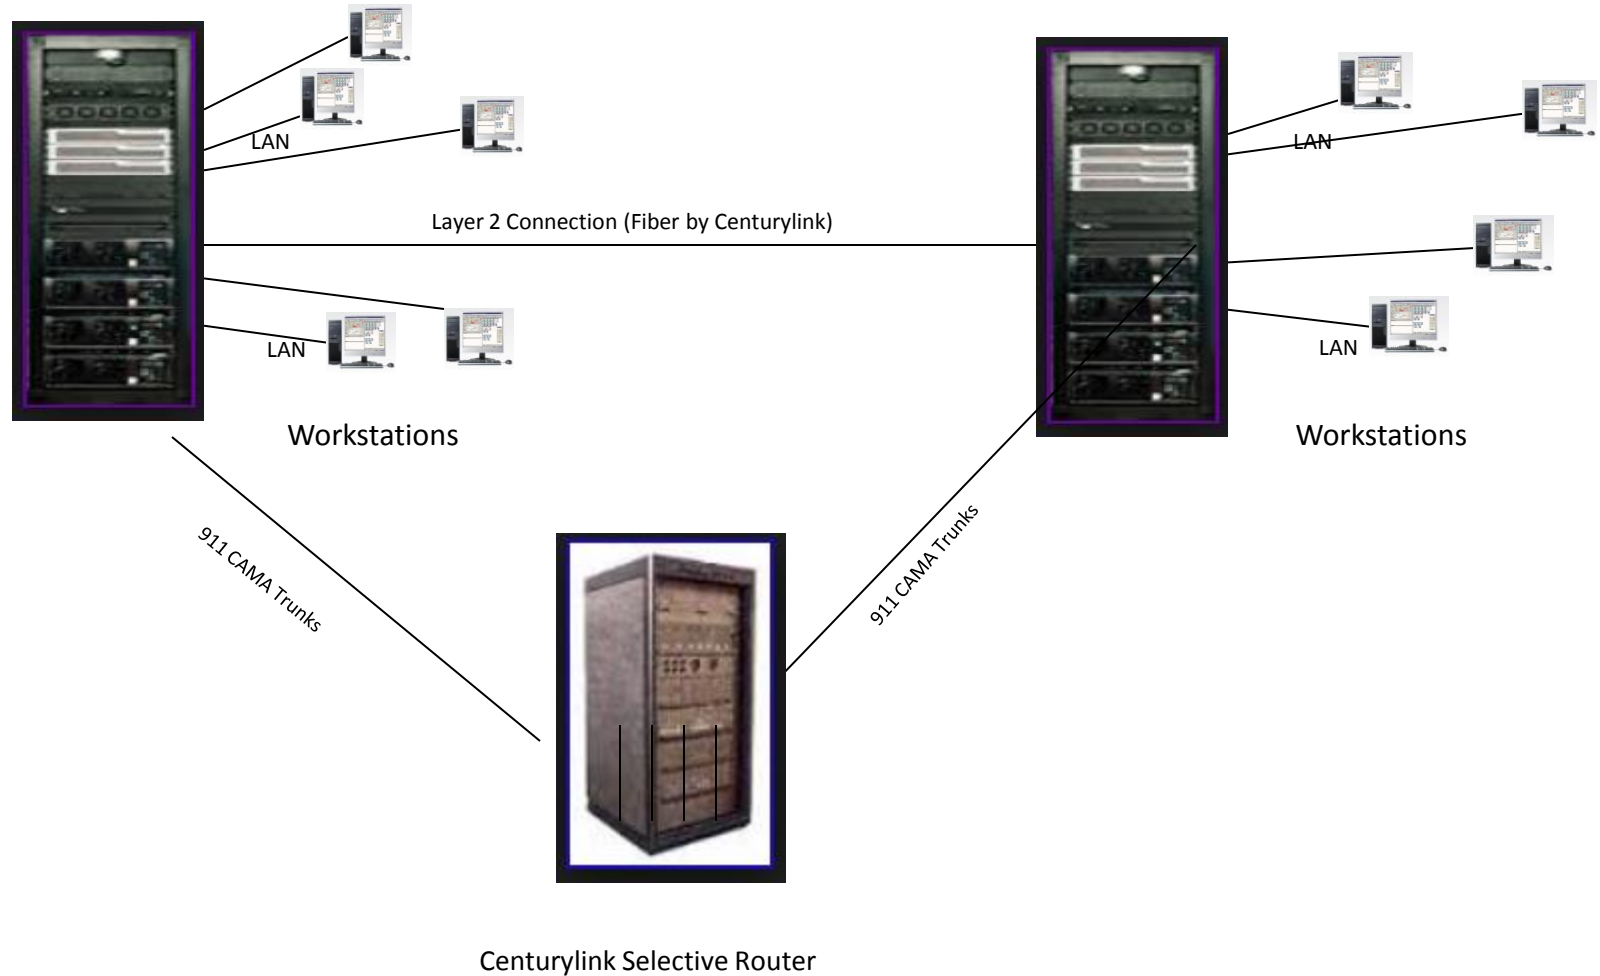 LAN
LAN
Layer 2 Connection (Fiber by Centurylink)
LAN
LAN
Workstations
Workstations
911 CAMA Trunks
911 CAMA Trunks
Centurylink Selective Router